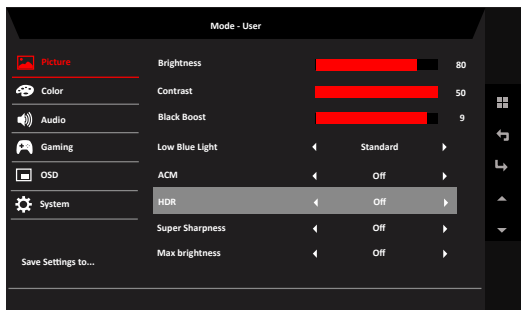 Mode - User
Picture
Color
Audio
Gaming
OSD
System
Save Settings to...
Brightness 80
Contrast 50
Black Boost 9
Low Blue Light Standard
ACM Off
HDR Off
Super Sharpness Off
Max brightness Off